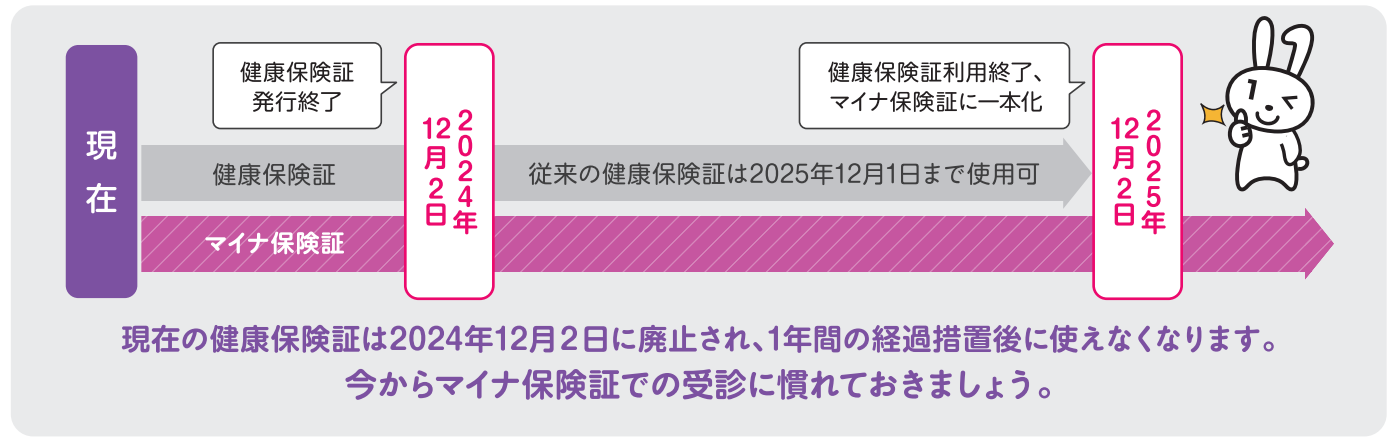 現在
健康保険証
発行終了
2024年
12月2日
健康保険証利用終了、
マイナ保険証に一本化
2025年
12月2日
健康保険証
従来の健康保険証は2025年12月1日まで使用可
マイナ保険証
現在の健康保険証は2024年12月2日に廃止され、1年間の経過措置後に使えなくなります。
今からマイナ保険証での受診に慣れておきましょう。